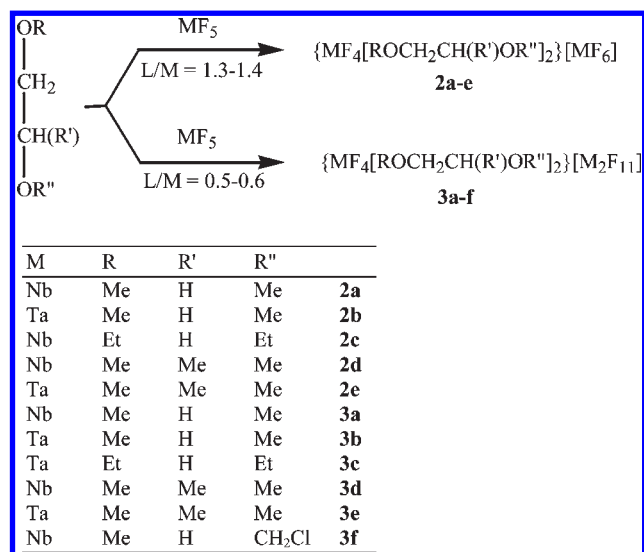 OR
CH₂
CH(R')
OR"
MF₅
L/M = 1.3-1.4
{MF₄[ROCH₂CH(R')OR"]₂}[MF₆]
2a-e
MF₅
L/M = 0.5-0.6
{MF₄[ROCH₂CH(R')OR"]₂}[M₂F₁₁]
3a-f
M R R' R"
Nb Me H Me 2a
Ta Me H Me 2b
Nb Et H Et 2c
Nb Me Me Me 2d
Ta Me Me Me 2e
Nb Me H Me 3a
Ta Me H Me 3b
Ta Et H Et 3c
Nb Me Me Me 3d
Ta Me Me Me 3e
Nb Me H CH₂Cl 3f